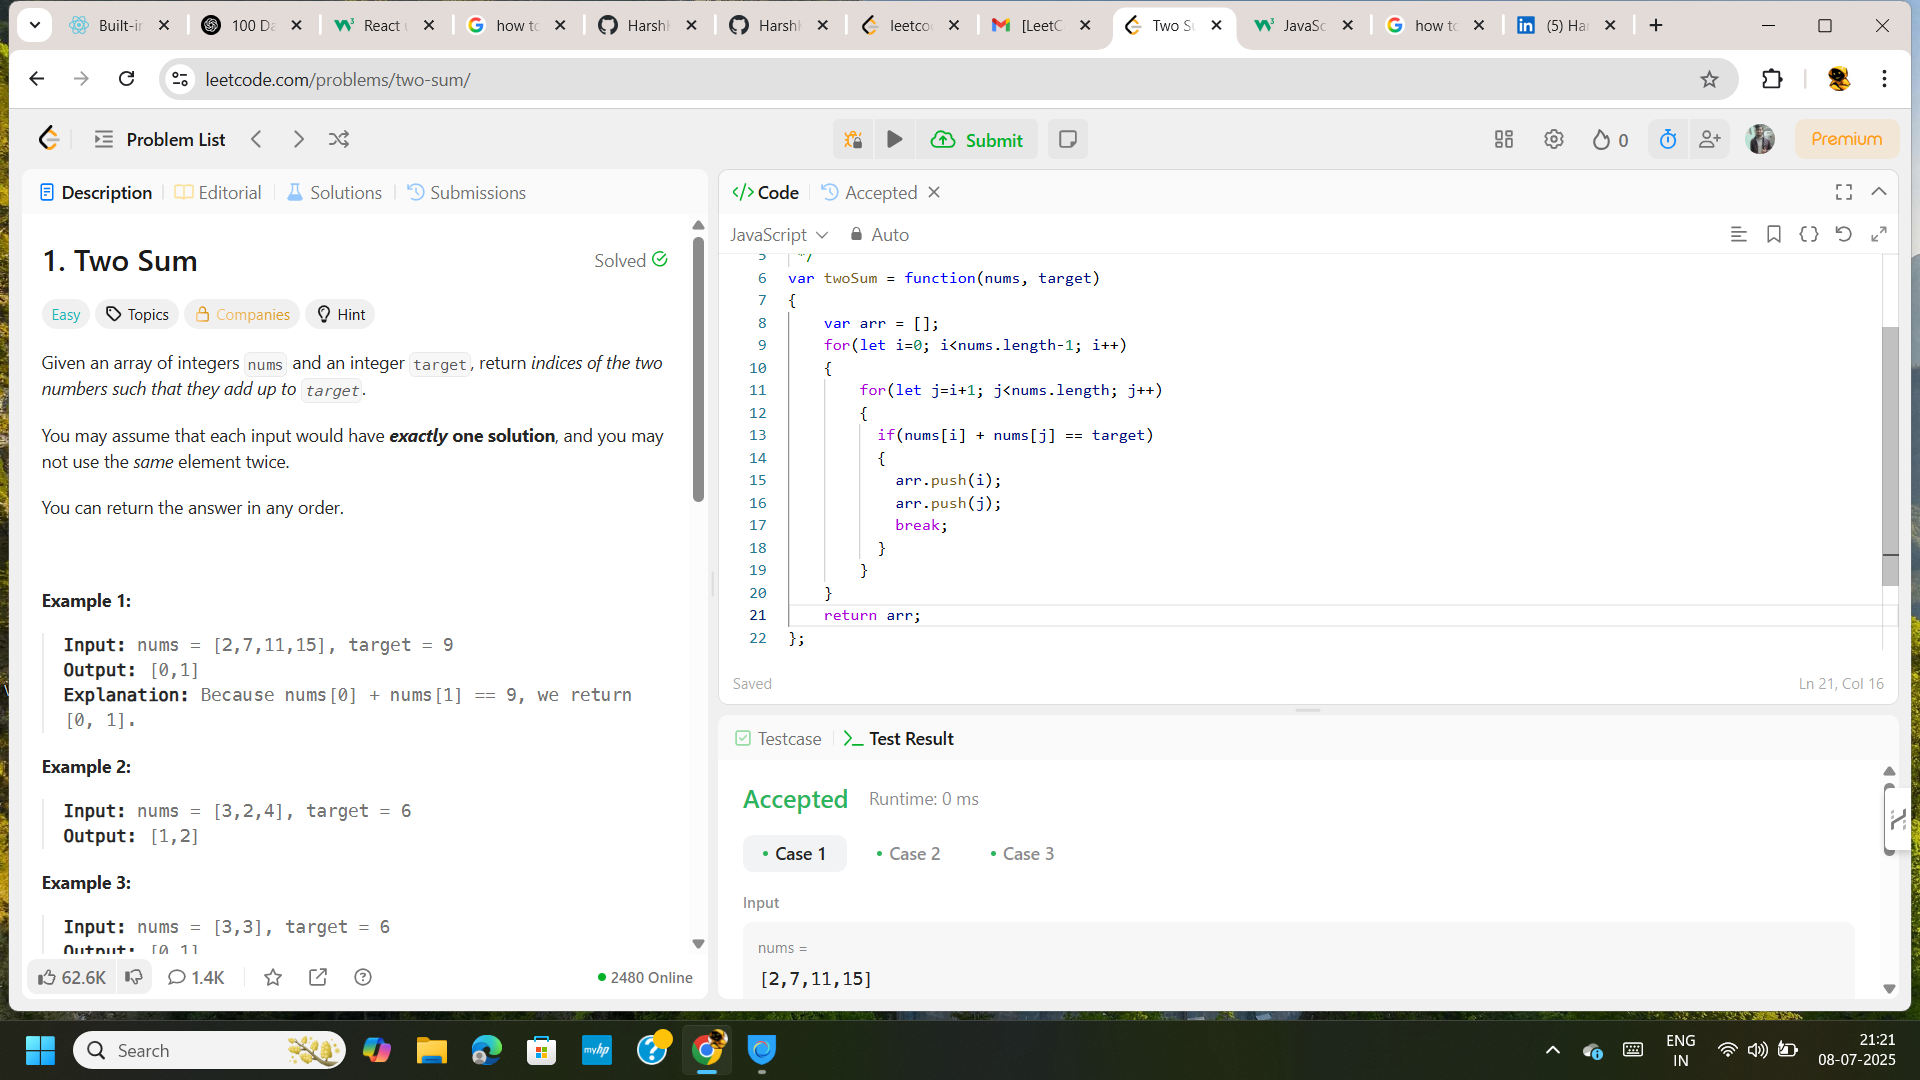 Built-in
100 Da
React u
how to
HarshK
HarshK
leetcod
[LeetC
Two Su
JavaSc
how to
(5) Har
leetcode.com/problems/two-sum/
Problem List
Submit
0
Premium
Description
Editorial
Solutions
Submissions
1. Two Sum
Solved
Easy
Topics
Companies
Hint
Given an array of integers nums and an integer target, return indices of the two
numbers such that they add up to target.
You may assume that each input would have exactly one solution, and you may
not use the same element twice.
You can return the answer in any order.
Example 1:
Input: nums = [2,7,11,15], target = 9
Output: [0,1]
Explanation: Because nums[0] + nums[1] == 9, we return
[0, 1].
Example 2:
Input: nums = [3,2,4], target = 6
Output: [1,2]
Example 3:
Input: nums = [3,3], target = 6
Output: [0,1]
62.6K
1.4K
2480 Online
</> Code
Accepted
JavaScript
Auto
5 */
6 var twoSum = function(nums, target)
7 {
8 var arr = [];
9 for(let i=0; i<nums.length-1; i++)
10 {
11 for(let j=i+1; j<nums.length; j++)
12 {
13 if(nums[i] + nums[j] == target)
14 {
15 arr.push(i);
16 arr.push(j);
17 break;
18 }
19 }
20 }
21 return arr;
22 };
Saved
Ln 21, Col 16
Testcase
Test Result
Accepted
Runtime: 0 ms
Case 1
Case 2
Case 3
Input
nums =
[2,7,11,15]
Search
myhp
ENG
IN
21:21
08-07-2025